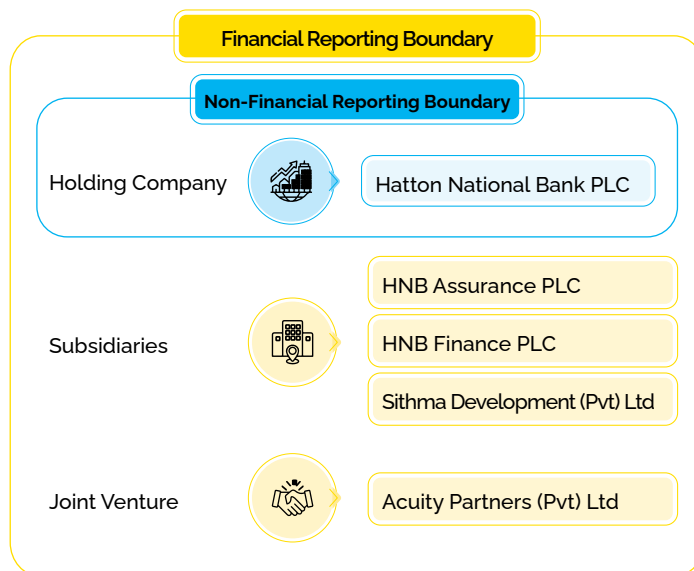 Financial Reporting Boundary
Non-Financial Reporting Boundary
Holding Company
Hatton National Bank PLC
Subsidiaries
HNB Assurance PLC
HNB Finance PLC
Sithma Development (Pvt) Ltd
Joint Venture
Acuity Partners (Pvt) Ltd